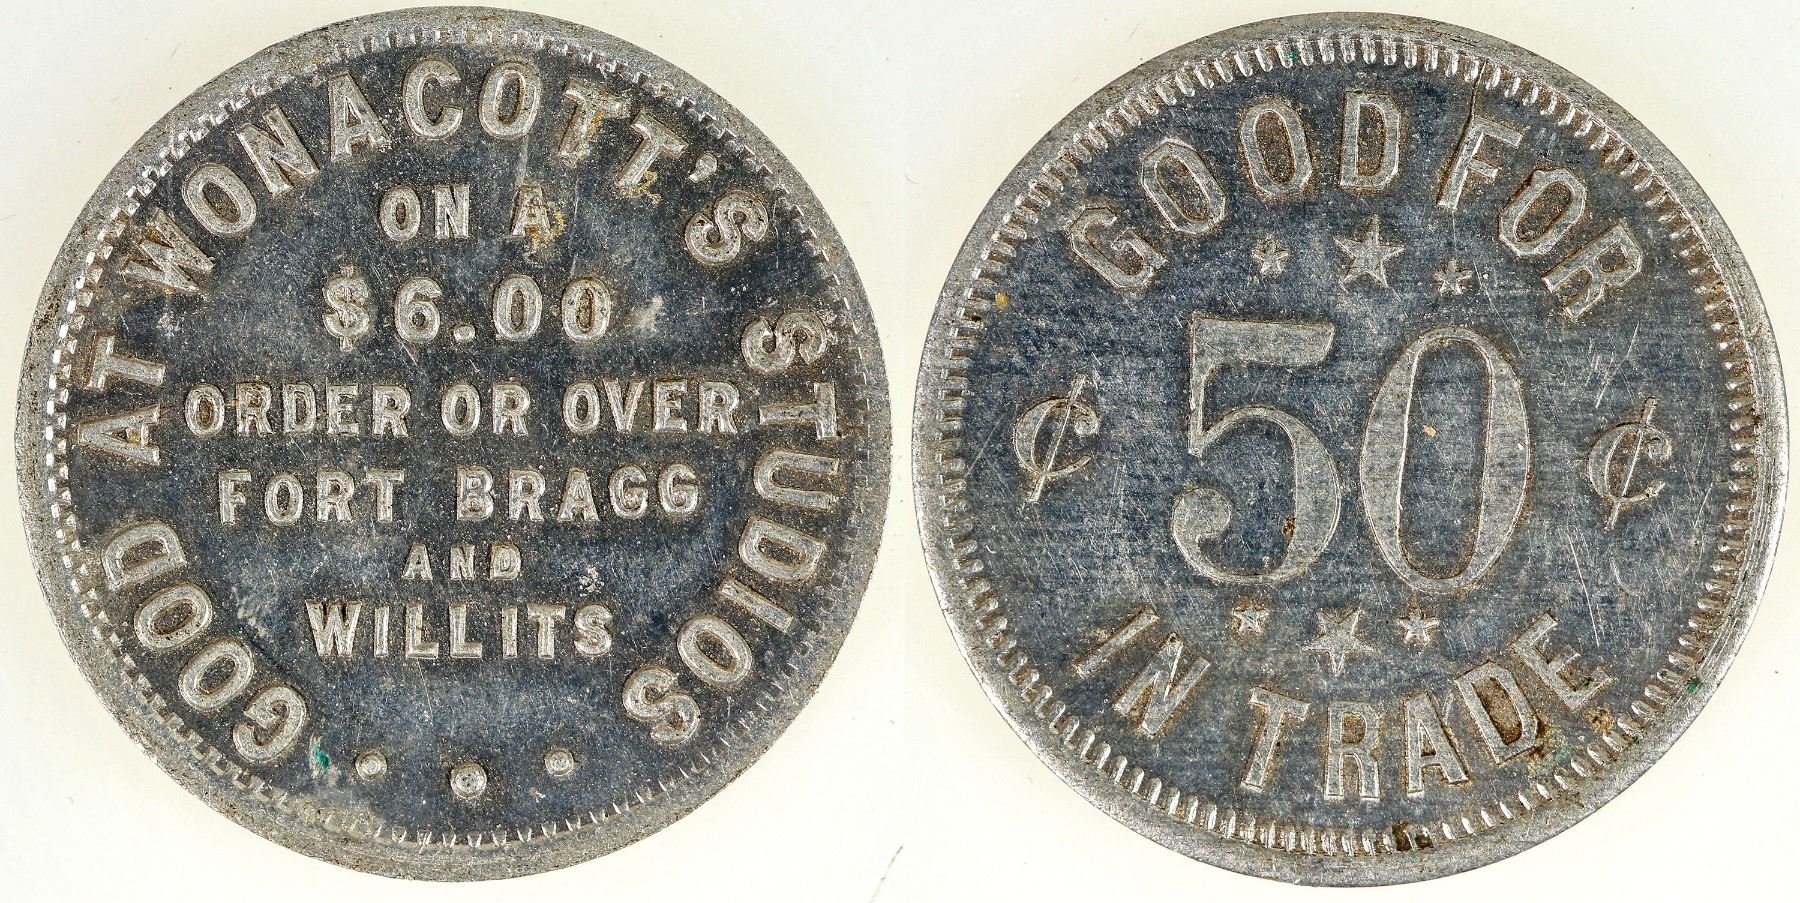 GOOD AT WONACOTT'S STUDIOS
ON A
$6.00
ORDER OR OVER
FORT BRAGG
AND
WILLITS
GOOD FOR
¢ 50 ¢
IN TRADE